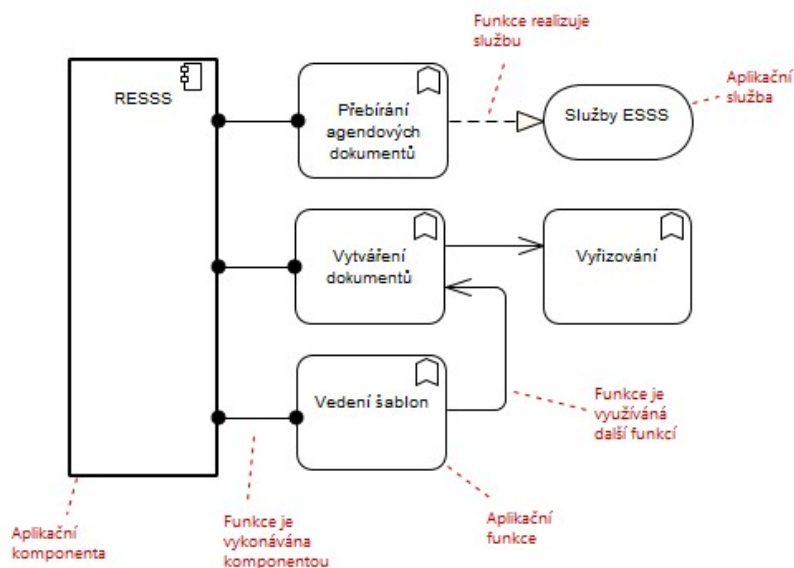 Funkce realizuje
službu
Aplikační
služba
RESSS
Přebírání
agendových
dokumentů
Služby ESSS
Vytváření
dokumentů
Vyřizování
Vedení šablon
Funkce je
využíváná
další funkcí
Aplikační
komponenta
Funkce je
vykonávána
komponentou
Aplikační
funkce